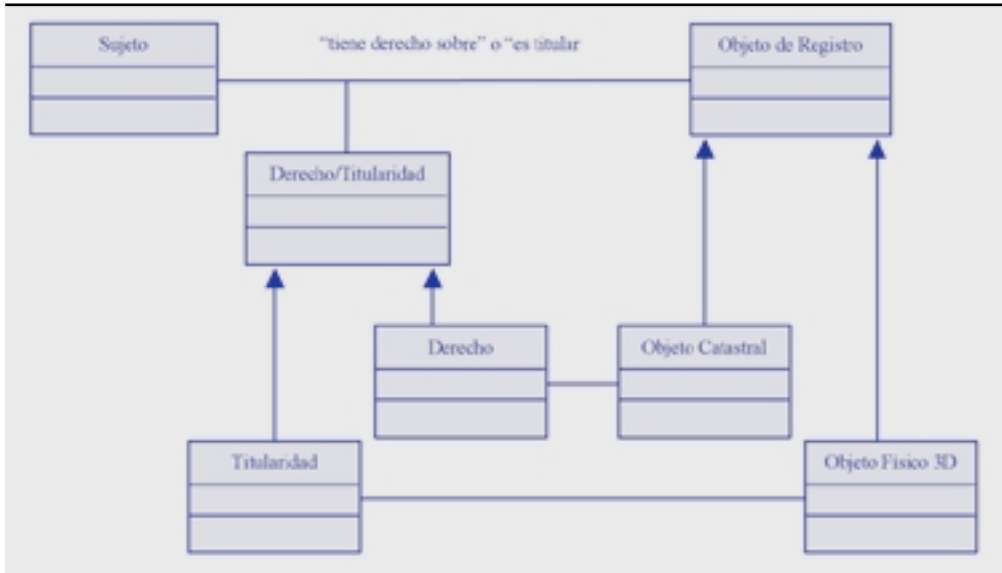 Sujeto
“tiene derecho sobre” o “es titular
Objeto de Registro
Derecho/Titularidad
Derecho
Objeto Catastral
Titularidad
Objeto Físico 3D